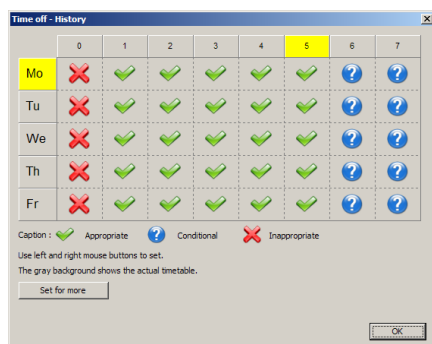 Time off - History
0 1 2 3 4 5 6 7
Mo
Tu
We
Th
Fr
Caption : Appropriate Conditional Inappropriate
Use left and right mouse buttons to set.
The gray background shows the actual timetable.
Set for more
OK